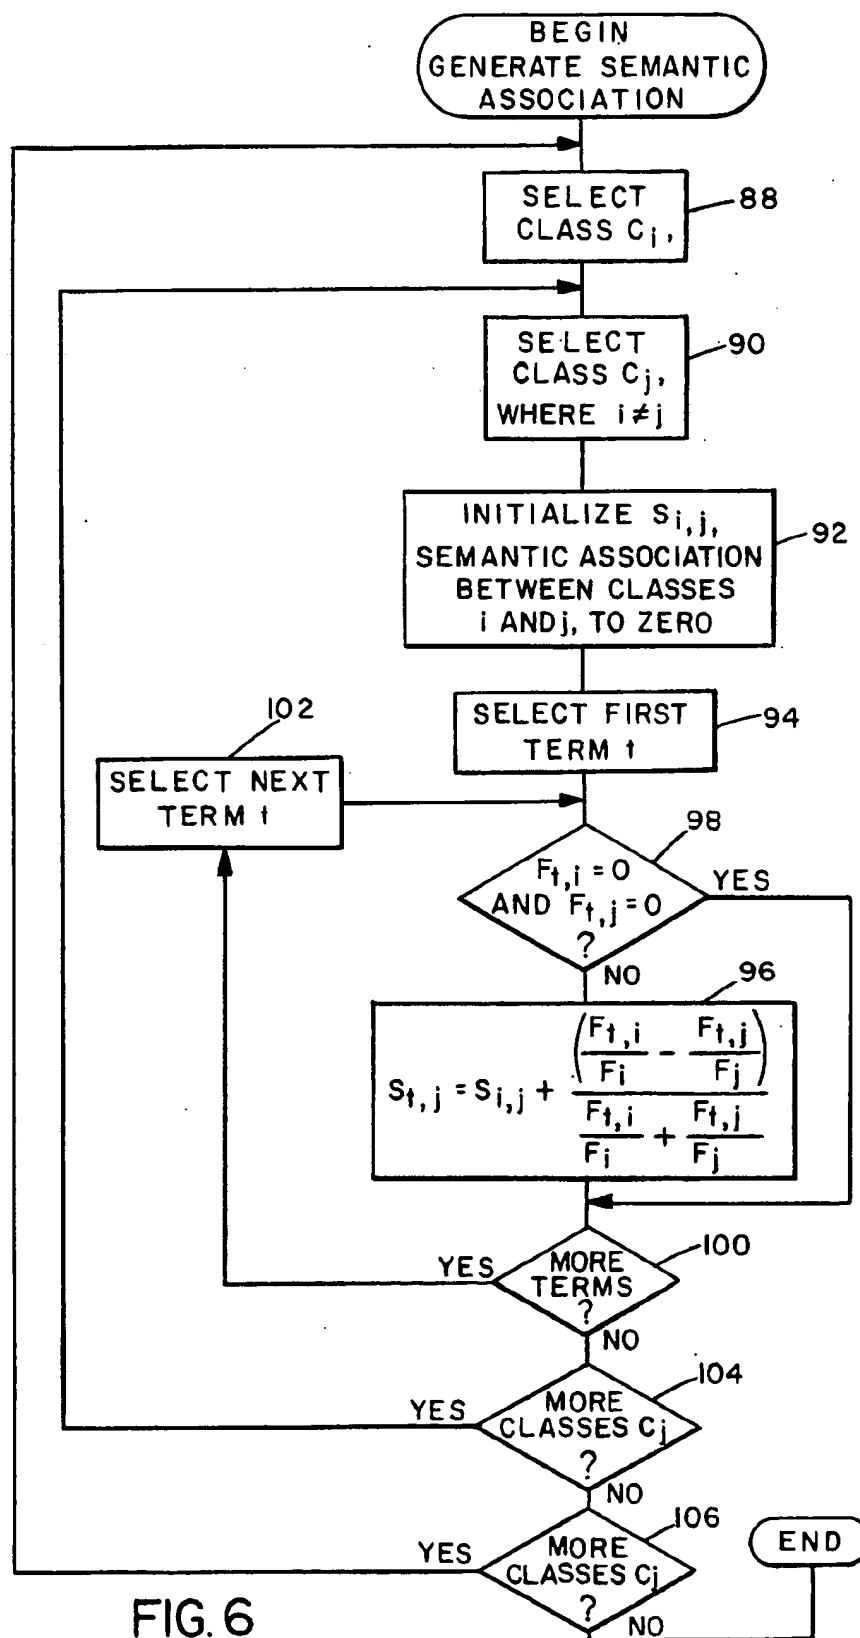 BEGIN
GENERATE SEMANTIC
ASSOCIATION
SELECT
CLASS Ci,
88
SELECT
CLASS Cj,
WHERE i≠j
90
INITIALIZE Si,j,
SEMANTIC ASSOCIATION
BETWEEN CLASSES
i AND j, TO ZERO
92
SELECT FIRST
TERM t
94
102
SELECT NEXT
TERM t
98
Ft,i = 0
AND Ft,j = 0
?
YES
NO
96
St,j = Si,j + (Ft,i/Fi - Ft,j/Fj) / Ft,i/Fi + Ft,j/Fj
100
MORE
TERMS
?
YES
NO
104
MORE
CLASSES Cj
?
YES
NO
106
MORE
CLASSES Cj
?
YES
NO
END
FIG. 6